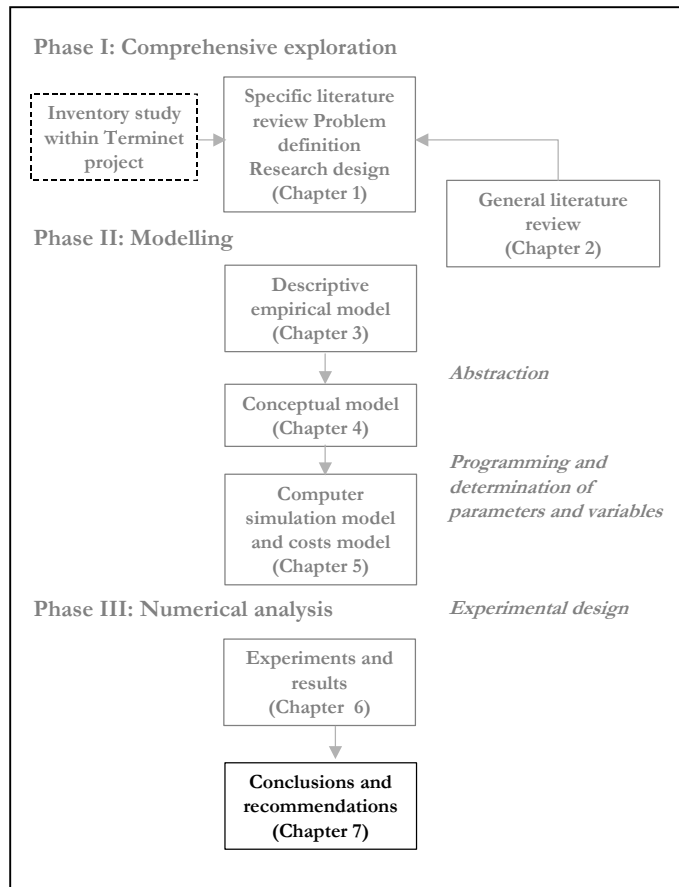 Phase I: Comprehensive exploration
Inventory study
within Terminet
project
Specific literature
review Problem
definition
Research design
(Chapter 1)
General literature
review
(Chapter 2)
Phase II: Modelling
Descriptive
empirical model
(Chapter 3)
Abstraction
Conceptual model
(Chapter 4)
Programming and
determination of
parameters and variables
Computer
simulation model
and costs model
(Chapter 5)
Phase III: Numerical analysis
Experimental design
Experiments and
results
(Chapter  6)
Conclusions and
recommendations
(Chapter 7)